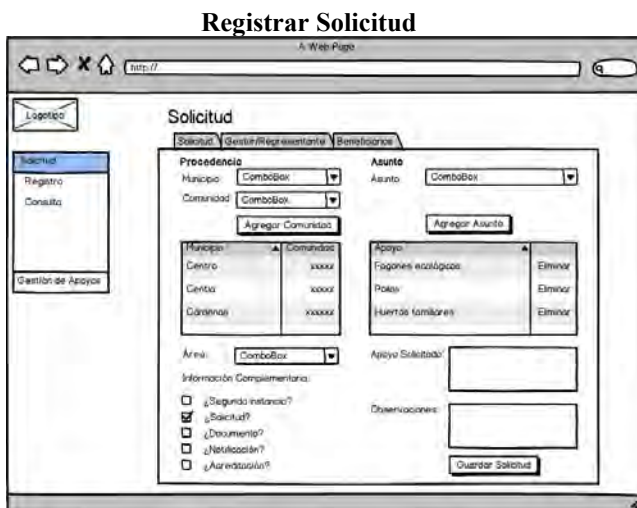 Registrar Solicitud
A Web Page
http://
Logotipo
Solicitud
Solicitud Gestor/Representante Beneficiarios
Solicitud
Registro
Consulta
Gestión de Apoyos
Procedencia
Municipio ComboBox
Comunidad ComboBox
Agregar Comunidad
Municipio Comunidad
Centro xxxxx
Centla xxxxxx
Cárdenas xxxxxx
Área: ComboBox
Información Complementaria:
¿Segunda instancia?
¿Solicitud?
¿Documento?
¿Notificación?
¿Acreditación?
Asunto
Asunto: ComboBox
Agregar Asunto
Apoyo
Fogones ecológicos Eliminar
Pollos Eliminar
Huertos familiares Eliminar
Apoyo Solicitado:
Observaciones:
Guardar Solicitud